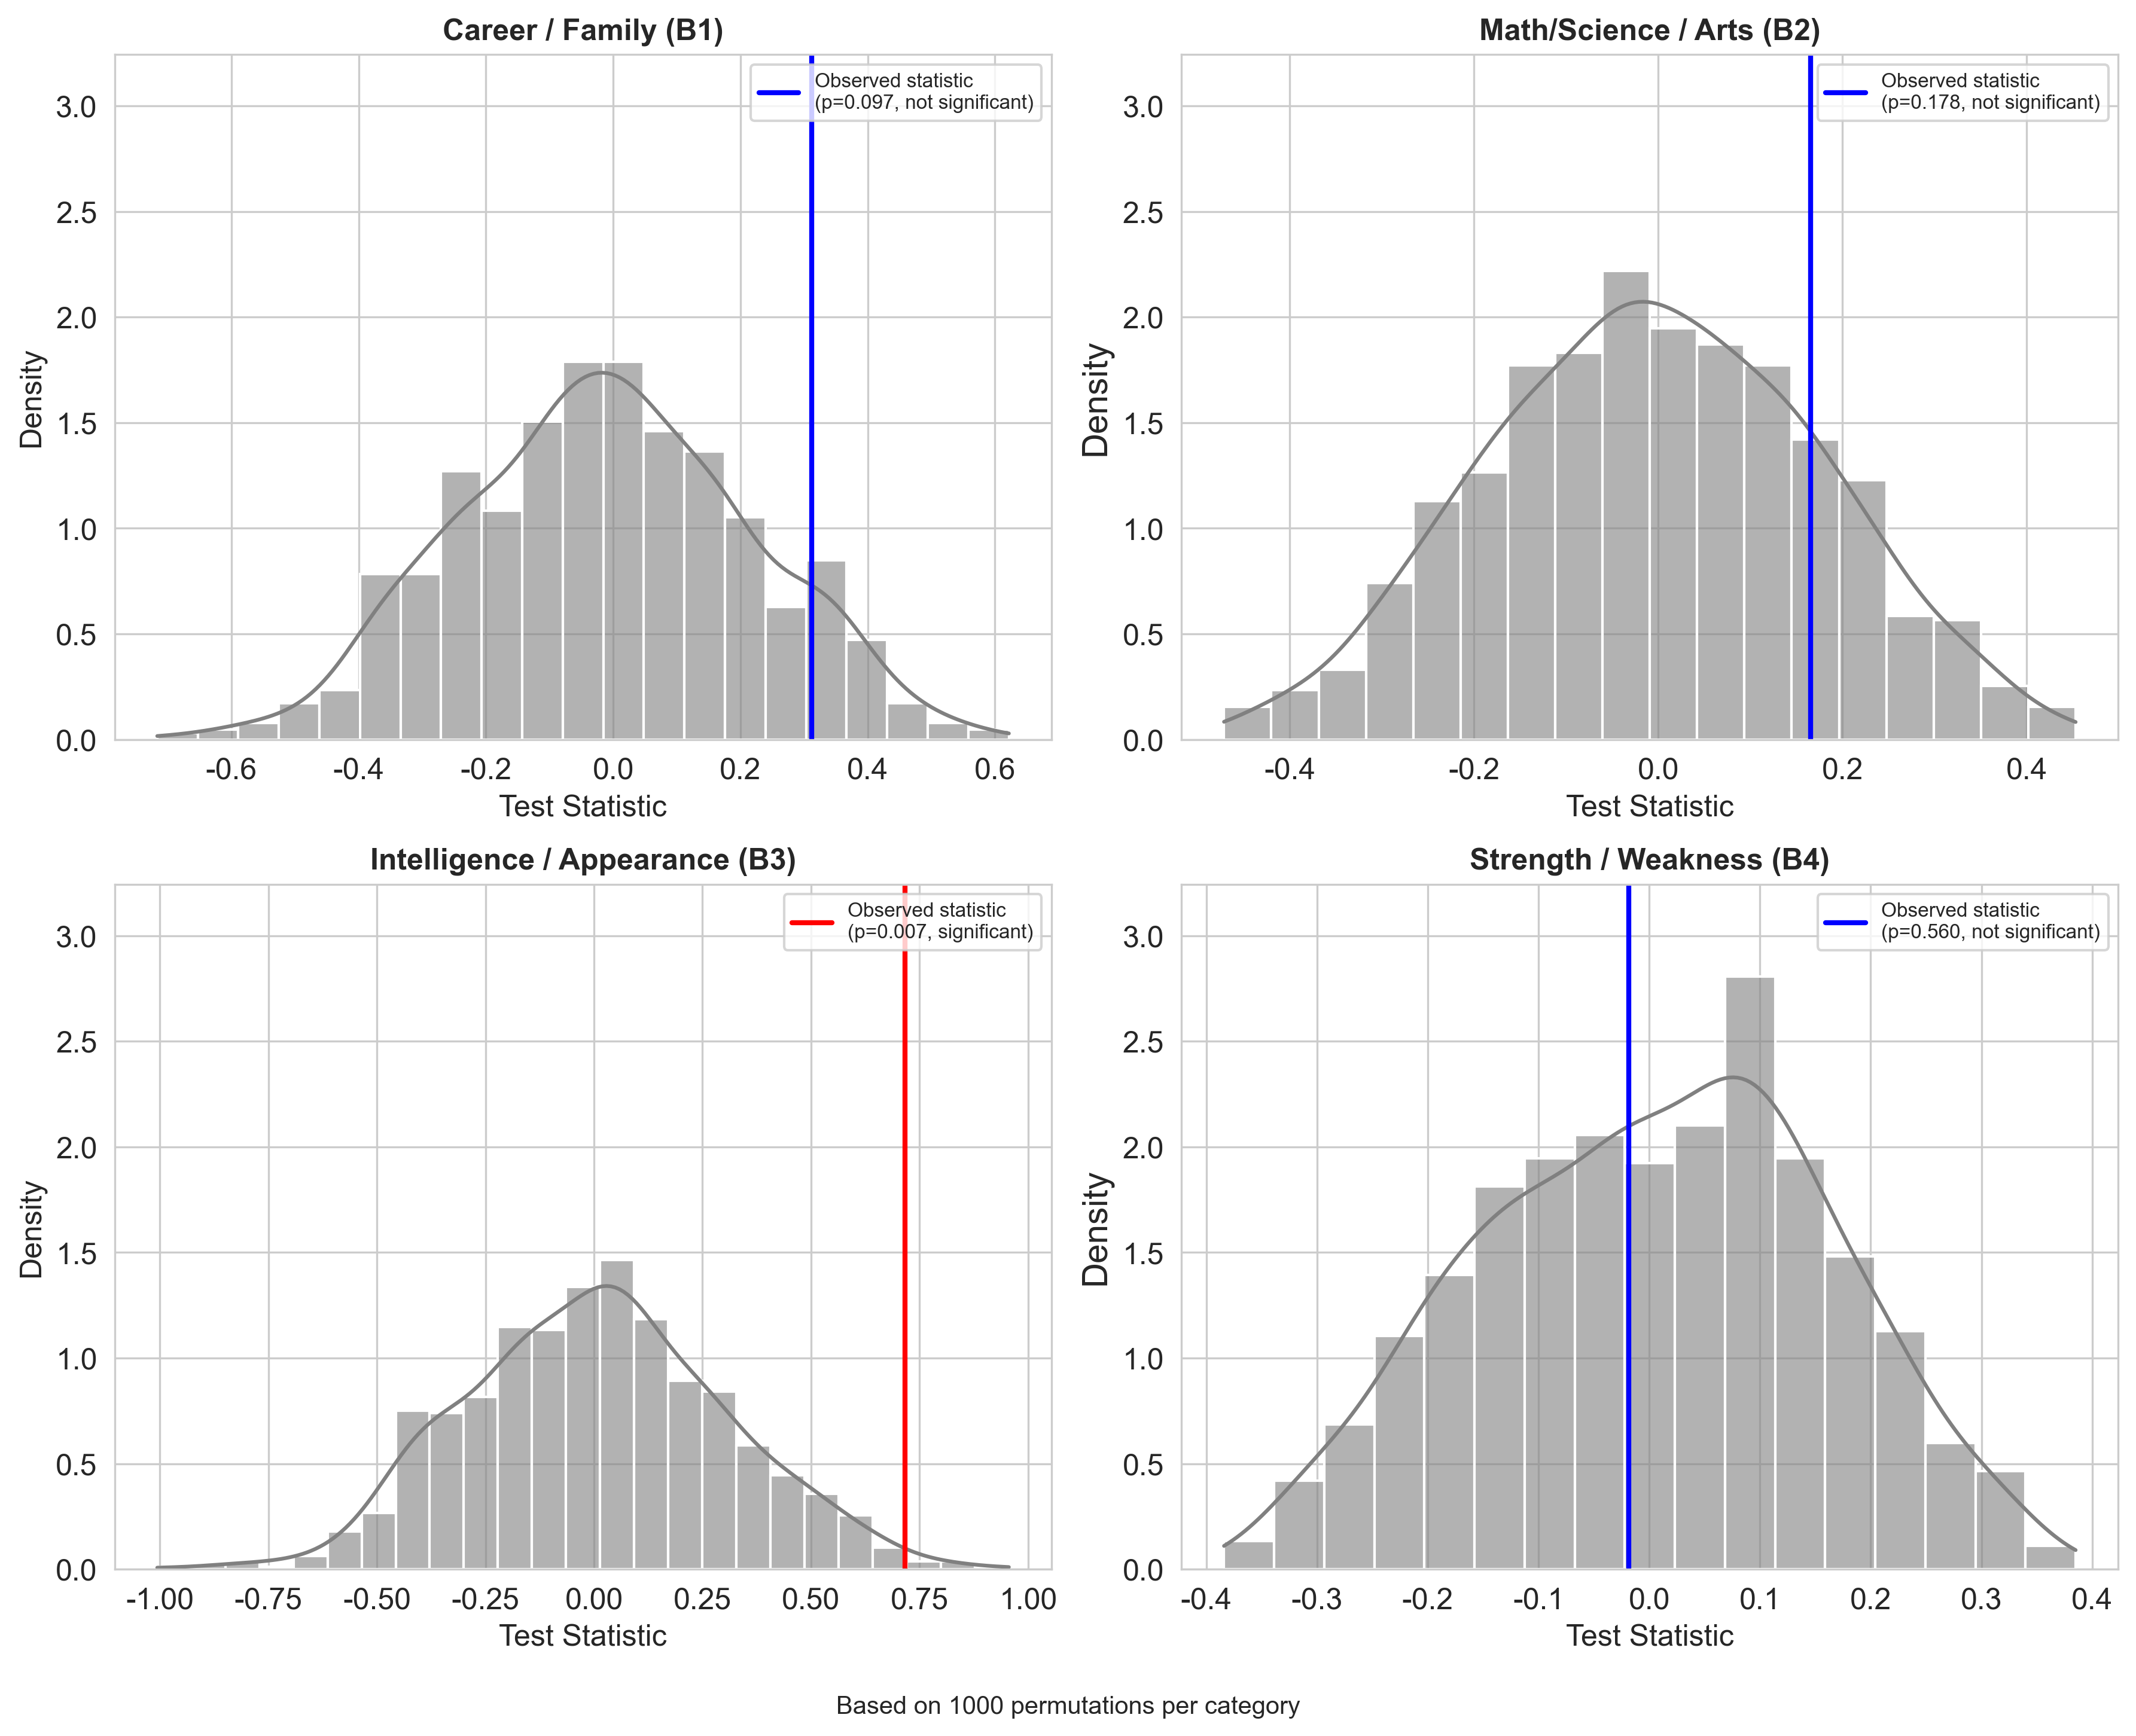 Career / Family (B1)
Observed statistic
(p=0.097, not significant)
3.0
2.5
2.0
1.5
1.0
0.5
0.0
Density
-0.6 -0.4 -0.2 0.0 0.2 0.4 0.6
Test Statistic
Math/Science / Arts (B2)
Observed statistic
(p=0.178, not significant)
3.0
2.5
2.0
1.5
1.0
0.5
0.0
Density
-0.4 -0.2 0.0 0.2 0.4
Test Statistic
Intelligence / Appearance (B3)
Observed statistic
(p=0.007, significant)
3.0
2.5
2.0
1.5
1.0
0.5
0.0
Density
-1.00 -0.75 -0.50 -0.25 0.00 0.25 0.50 0.75 1.00
Test Statistic
Strength / Weakness (B4)
Observed statistic
(p=0.560, not significant)
3.0
2.5
2.0
1.5
1.0
0.5
0.0
Density
-0.4 -0.3 -0.2 -0.1 0.0 0.1 0.2 0.3 0.4
Test Statistic
Based on 1000 permutations per category